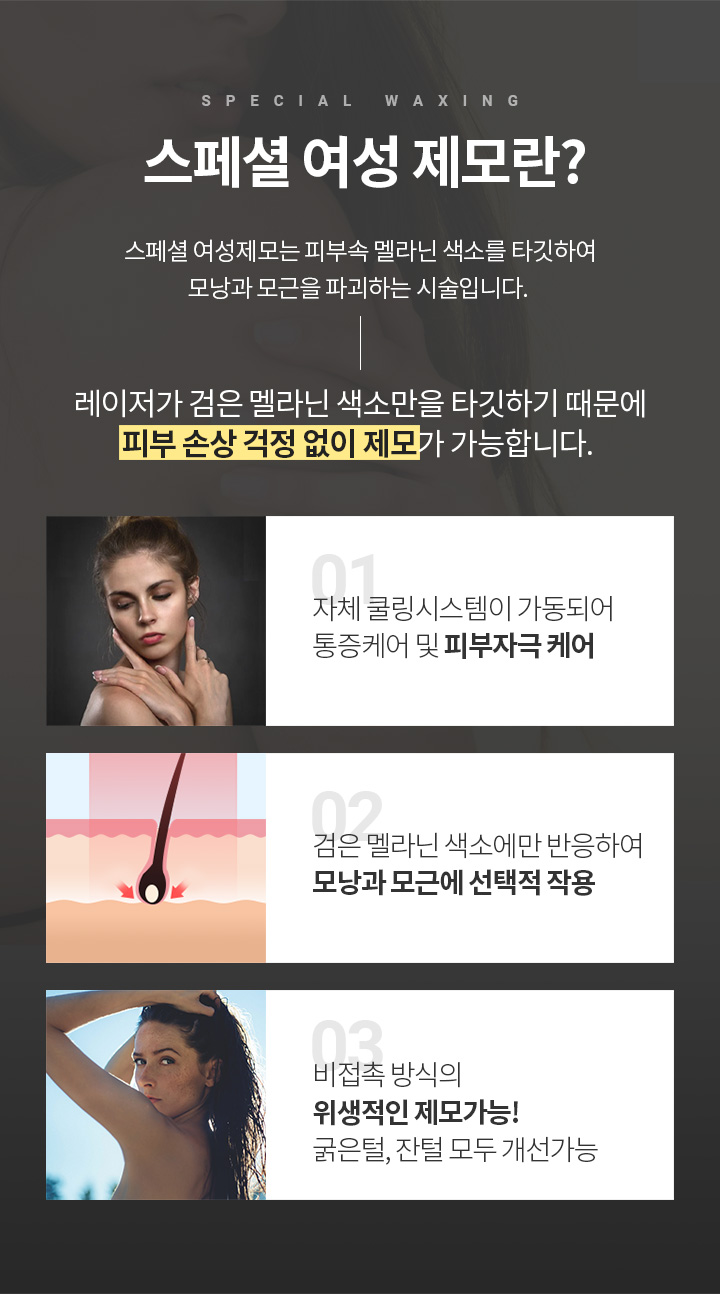 SPECIAL WAXING
스페셜 여성 제모란?
스페셜 여성제모는 피부속 멜라닌 색소를 타깃하여
모낭과 모근을 파괴하는 시술입니다.
레이저가 검은 멜라닌 색소만을 타깃하기 때문에
피부 손상 걱정 없이 제모가 가능합니다.
01
자체 쿨링시스템이 가동되어
통증케어 및 피부자극 케어
02
검은 멜라닌 색소에만 반응하여
모낭과 모근에 선택적 작용
03
비접촉 방식의
위생적인 제모가능!
굵은털, 잔털 모두 개선가능